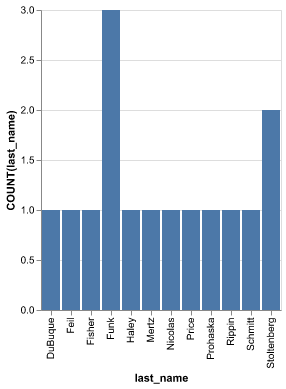 COUNT(last_name)
3.0
2.5
2.0
1.5
1.0
0.5
0.0
DuBuque
Feil
Fisher
Funk
Haley
Mertz
Nicolas
Price
Prohaska
Rippin
Schmitt
Stoltenberg
last_name